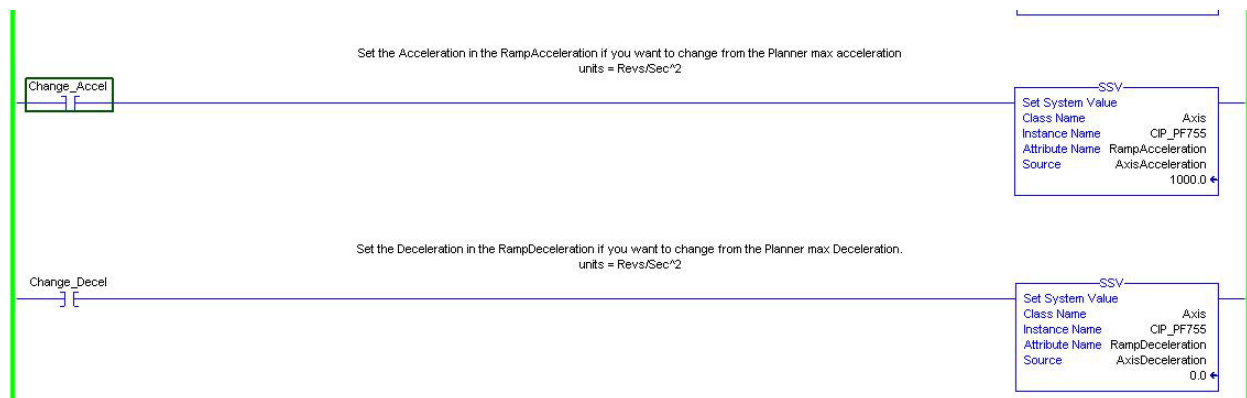 Set the Acceleration in the RampAcceleration if you want to change from the Planner max acceleration
units = Revs/Sec^2
Change_Accel
SSV
Set System Value
Class Name Axis
Instance Name CIP_PF755
Attribute Name RampAcceleration
Source AxisAcceleration
1000.0
Set the Deceleration in the RampDeceleration if you want to change from the Planner max Deceleration.
units = Revs/Sec^2
Change_Decel
SSV
Set System Value
Class Name Axis
Instance Name CIP_PF755
Attribute Name RampDeceleration
Source AxisDeceleration
0.0